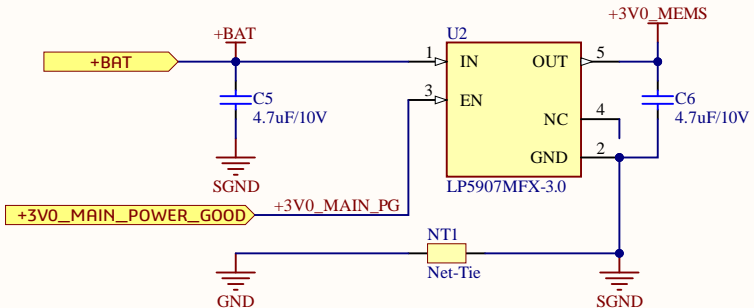 +BAT
+3V0_MEMS
U2
+BAT
1
IN
OUT
5
3
EN
C5
4.7uF/10V
NC
4
C6
4.7uF/10V
GND
2
SGND
LP5907MFX-3.0
+3V0_MAIN_POWER_GOOD
+3V0_MAIN_PG
NT1
Net-Tie
GND
SGND